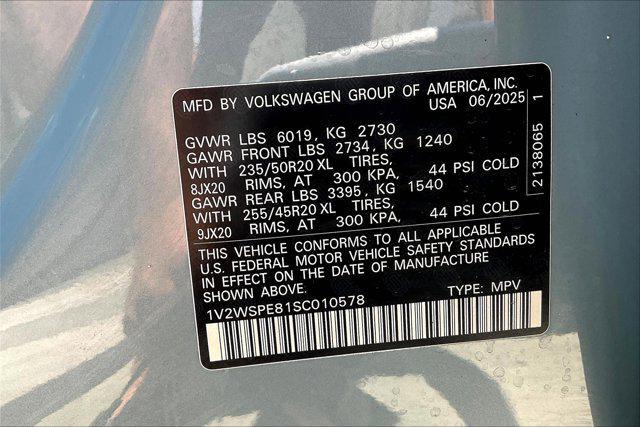 MFD BY VOLKSWAGEN GROUP OF AMERICA, INC.
USA 06/2025
GVWR LBS 6019, KG 2730
GAWR FRONT LBS 2734, KG 1240
WITH 235/50R20 XL TIRES,
8JX20 RIMS, AT 300 KPA, 44 PSI COLD
GAWR REAR LBS 3395, KG 1540
WITH 255/45R20 XL TIRES,
9JX20 RIMS, AT 300 KPA, 44 PSI COLD
THIS VEHICLE CONFORMS TO ALL APPLICABLE
U.S. FEDERAL MOTOR VEHICLE SAFETY STANDARDS
IN EFFECT ON THE DATE OF MANUFACTURE
SHOWN ABOVE.
1V2WSPE81SC010578 TYPE: MPV
2138065 1